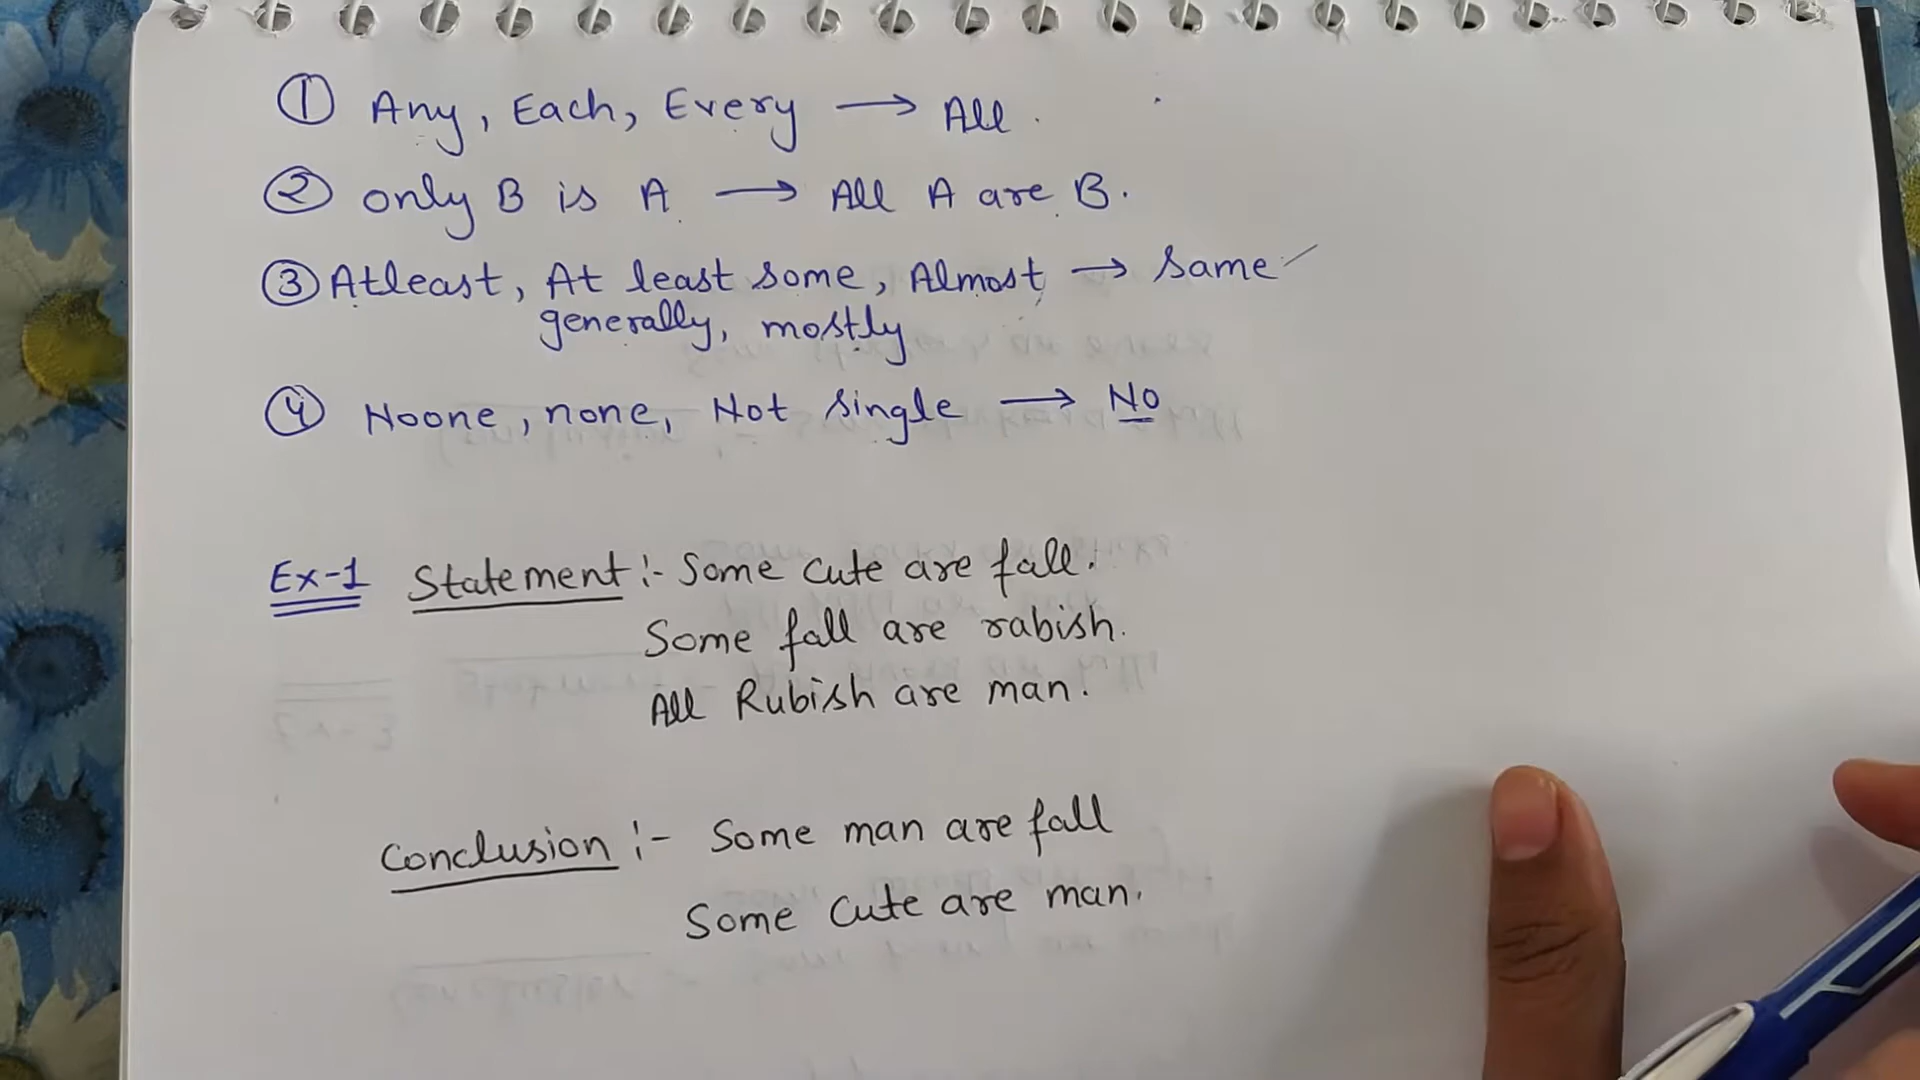 ① Any, Each, Every → All.
② only B is A → All A are B.
③ Atleast, At least some, Almost → Same
generally, mostly
④ Noone, none, Not single → No
Ex-1 Statement :- Some cute are fall.
Some fall are rabish.
All Rubish are man.
Conclusion :- Some man are fall
Some cute are man.